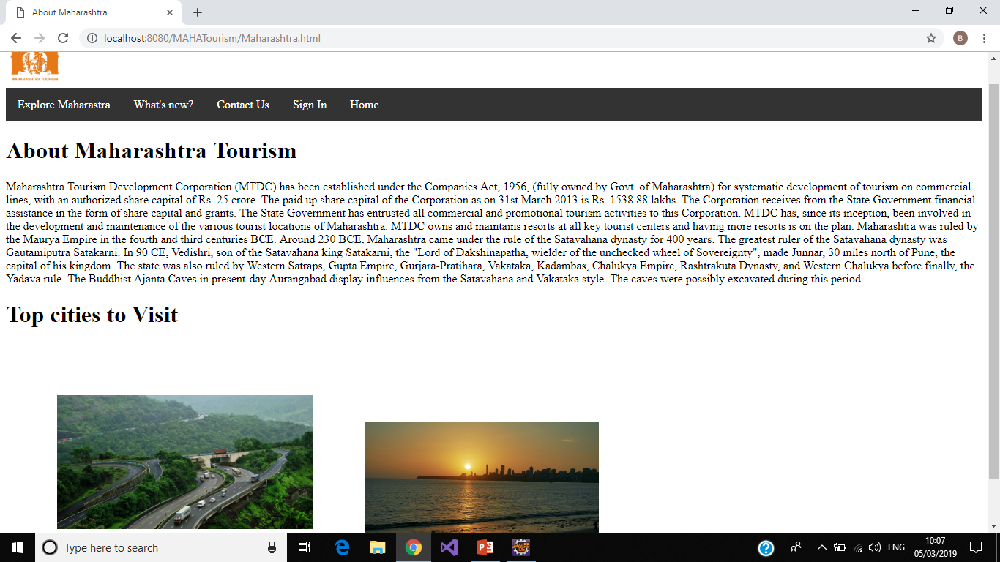 About Maharashtra
localhost:8080/MAHATourism/Maharashtra.html
B
MAHARASHTRA TOURISM
Explore Maharastra What's new? Contact Us Sign In Home
About Maharashtra Tourism
Maharashtra Tourism Development Corporation (MTDC) has been established under the Companies Act, 1956, (fully owned by Govt. of Maharashtra) for systematic development of tourism on commercial
lines, with an authorized share capital of Rs. 25 crore. The paid up share capital of the Corporation as on 31st March 2013 is Rs. 1538.88 lakhs. The Corporation receives from the State Government financial
assistance in the form of share capital and grants. The State Government has entrusted all commercial and promotional tourism activities to this Corporation. MTDC has, since its inception, been involved in
the development and maintenance of the various tourist locations of Maharashtra. MTDC owns and maintains resorts at all key tourist centers and having more resorts is on the plan. Maharashtra was ruled by
the Maurya Empire in the fourth and third centuries BCE. Around 230 BCE, Maharashtra came under the rule of the Satavahana dynasty for 400 years. The greatest ruler of the Satavahana dynasty was
Gautamiputra Satakarni. In 90 CE, Vedishri, son of the Satavahana king Satakarni, the "Lord of Dakshinapatha, wielder of the unchecked wheel of Sovereignty", made Junnar, 30 miles north of Pune, the
capital of his kingdom. The state was also ruled by Western Satraps, Gupta Empire, Gurjara-Pratihara, Vakataka, Kadambas, Chalukya Empire, Rashtrakuta Dynasty, and Western Chalukya before finally, the
Yadava rule. The Buddhist Ajanta Caves in present-day Aurangabad display influences from the Satavahana and Vakataka style. The caves were possibly excavated during this period.
Top cities to Visit
Type here to search
ENG
10:07
05/03/2019